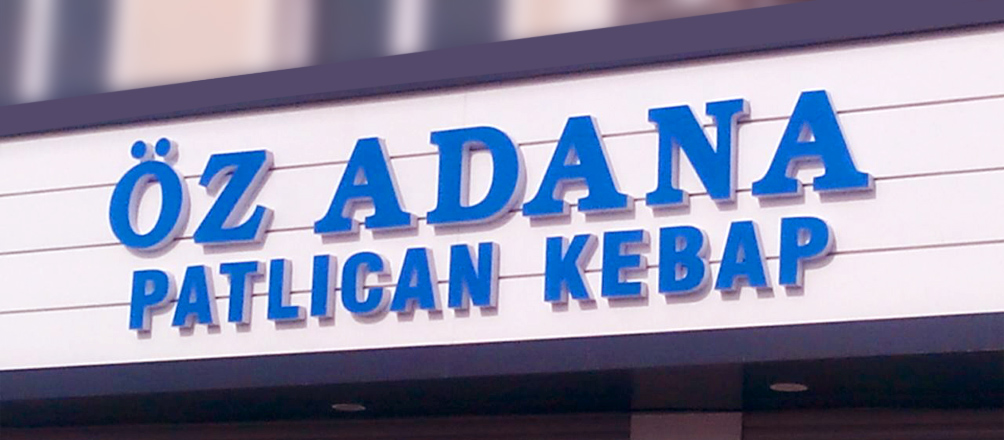 ÖZ ADANA
PATLICAN KEBAP